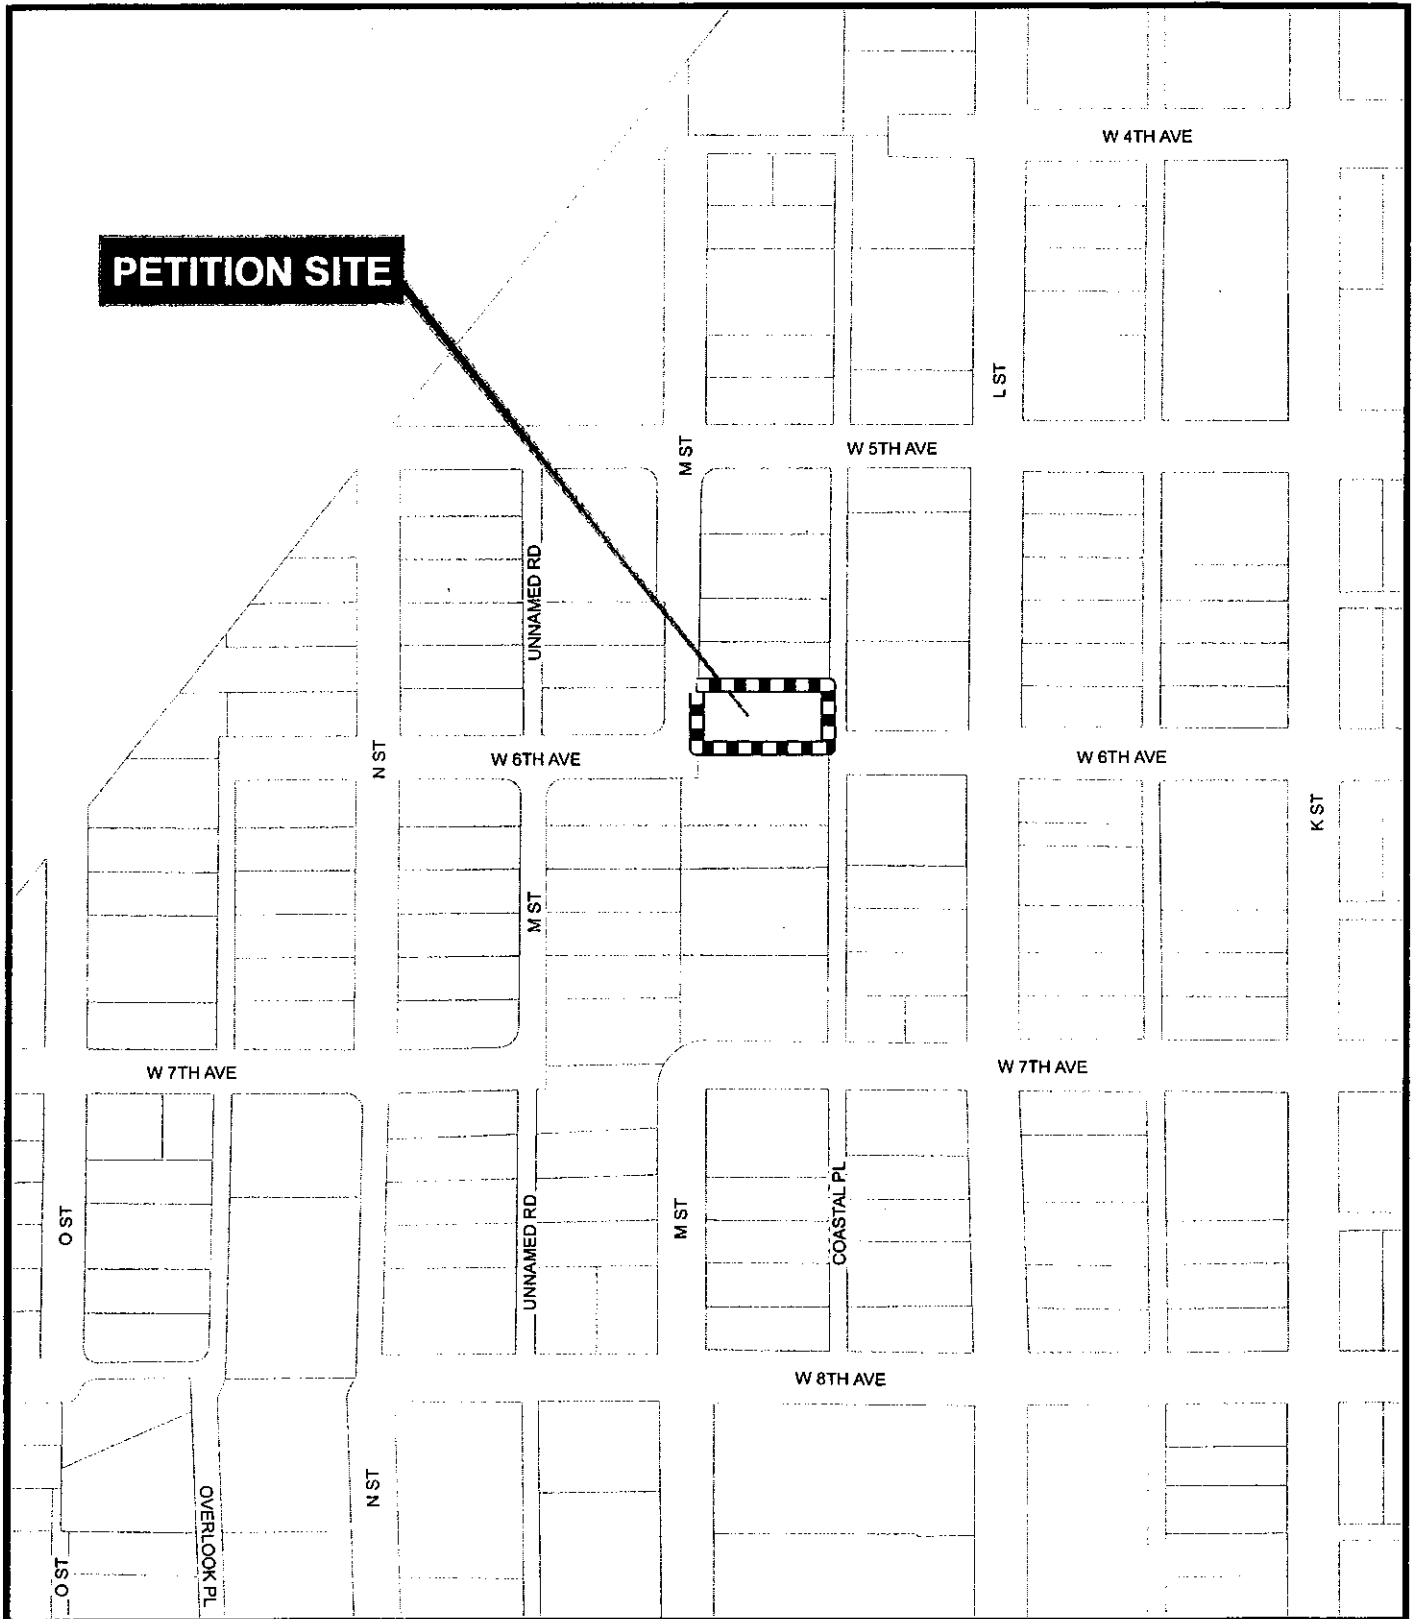 W 4TH AVE
PETITION SITE
L ST
M ST
W 5TH AVE
UNNAMED RD
N ST
W 6TH AVE
W 6TH AVE
K ST
M ST
W 7TH AVE
W 7TH AVE
O ST
UNNAMED RD
M ST
COASTAL PL
W 8TH AVE
N ST
OVERLOOK PL
O ST